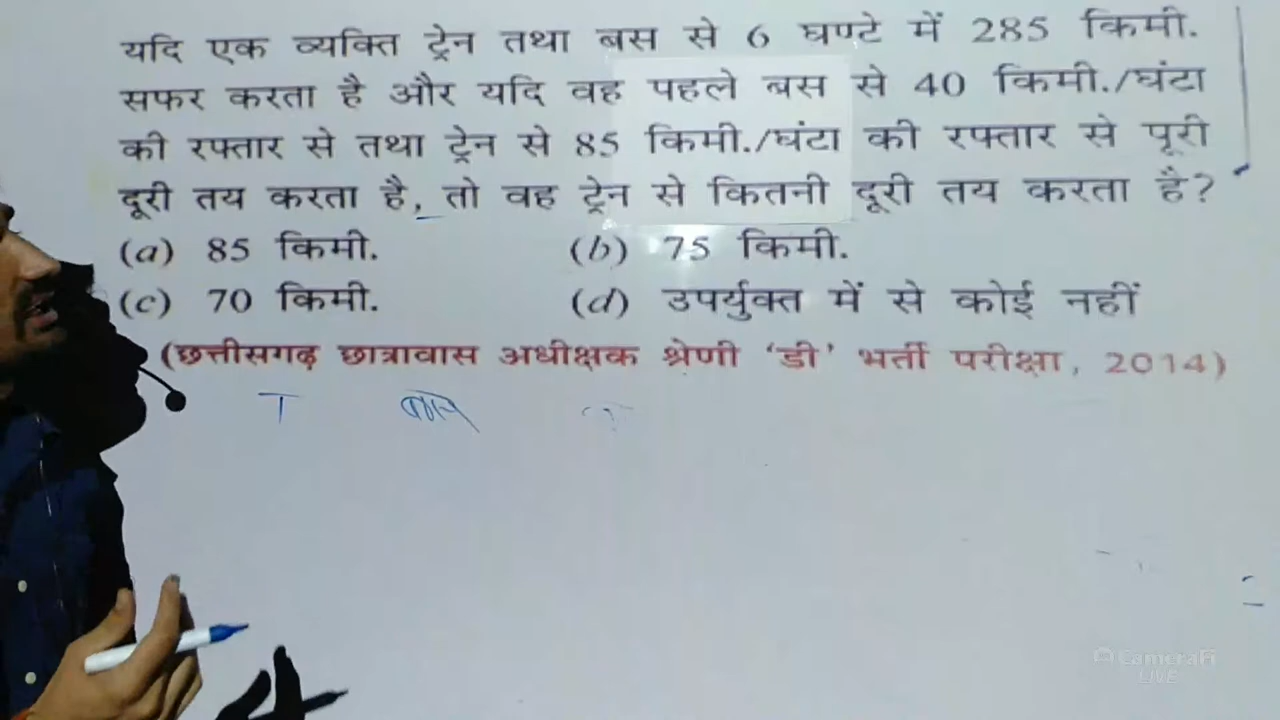 यदि एक व्यक्ति ट्रेन तथा बस से 6 घण्टे में 285 किमी.
सफर करता है और यदि वह पहले बस से 40 किमी./घंटा
की रफ्तार से तथा ट्रेन से 85 किमी./घंटा की रफ्तार से पूरी
दूरी तय करता है, तो वह ट्रेन से कितनी दूरी तय करता है?
(a) 85 किमी. (b) 75 किमी.
(c) 70 किमी. (d) उपर्युक्त में से कोई नहीं
(छत्तीसगढ़ छात्रावास अधीक्षक श्रेणी ‘डी’ भर्ती परीक्षा, 2014)
T
CameraFi
LIVE